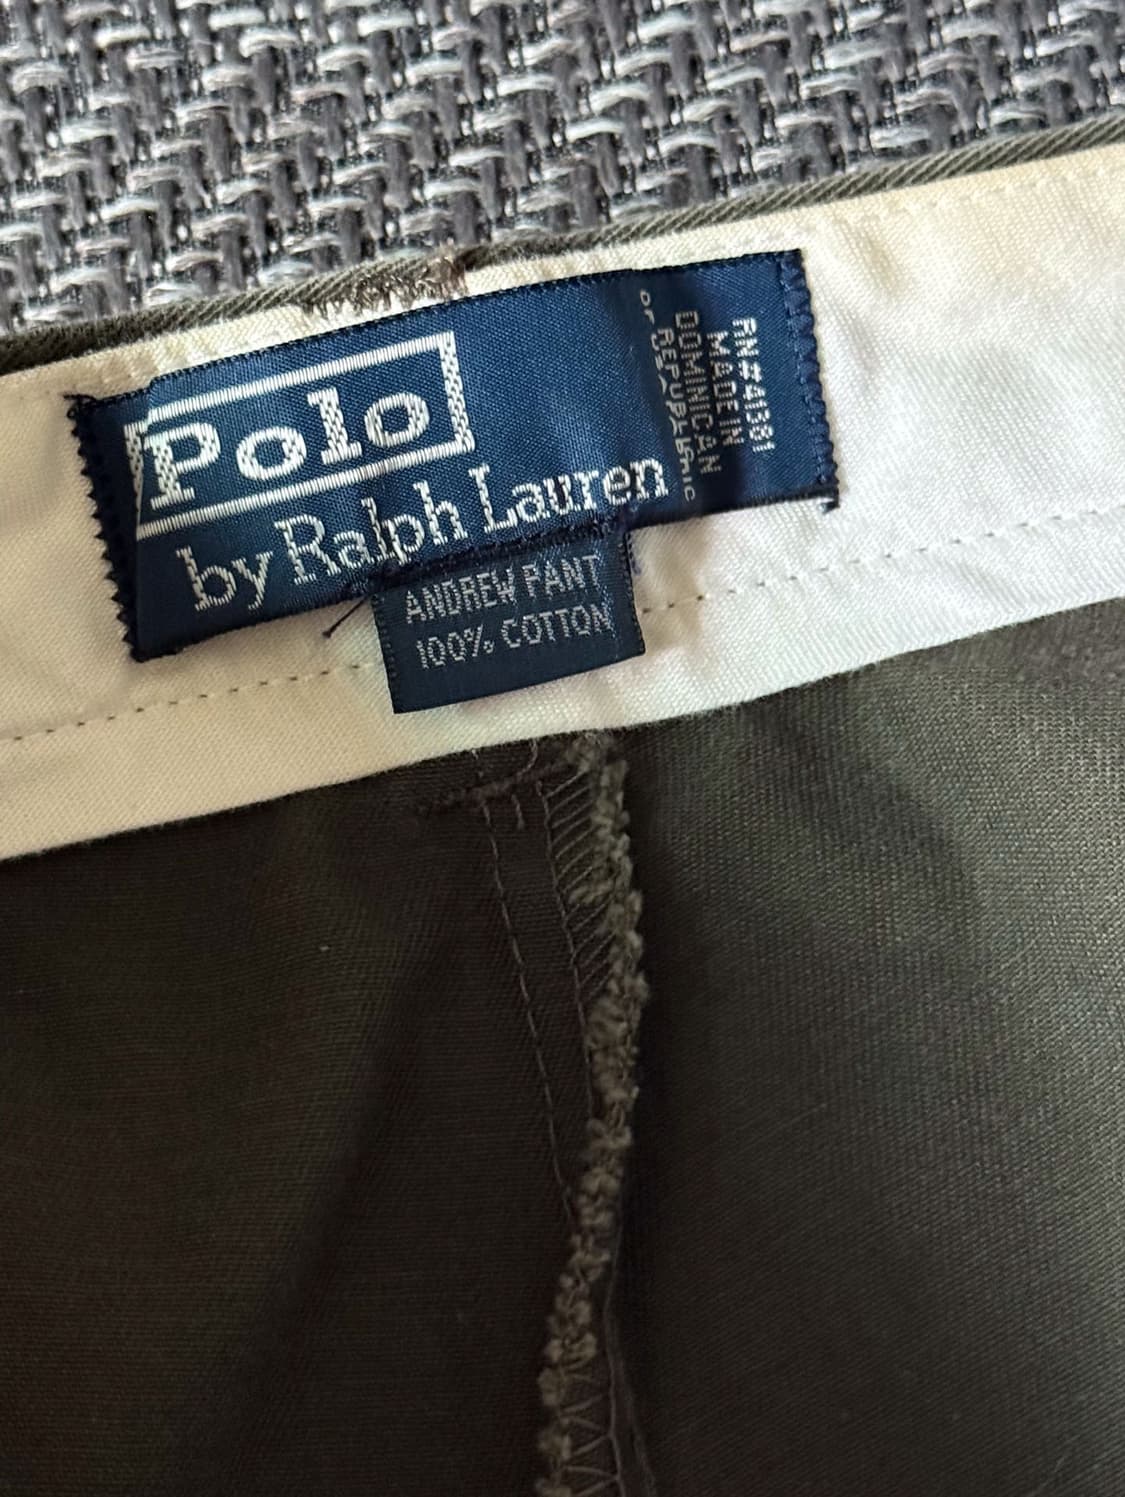 Polo
by Ralph Lauren
RN#41381
MADE IN
DOMINICAN
REPUBLIC
ANDREW PANT
100% COTTON